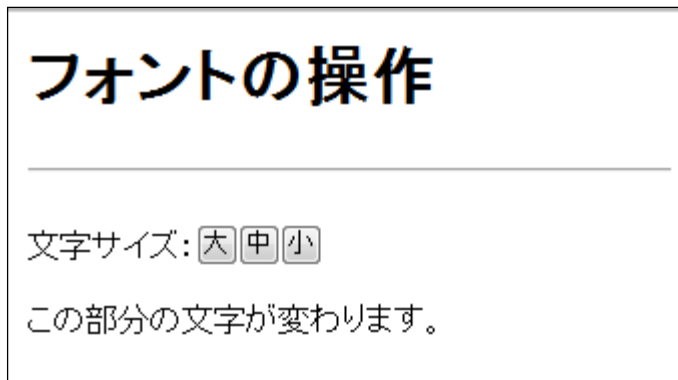 フォントの操作
文字サイズ：大 中 小
この部分の文字が変わります。